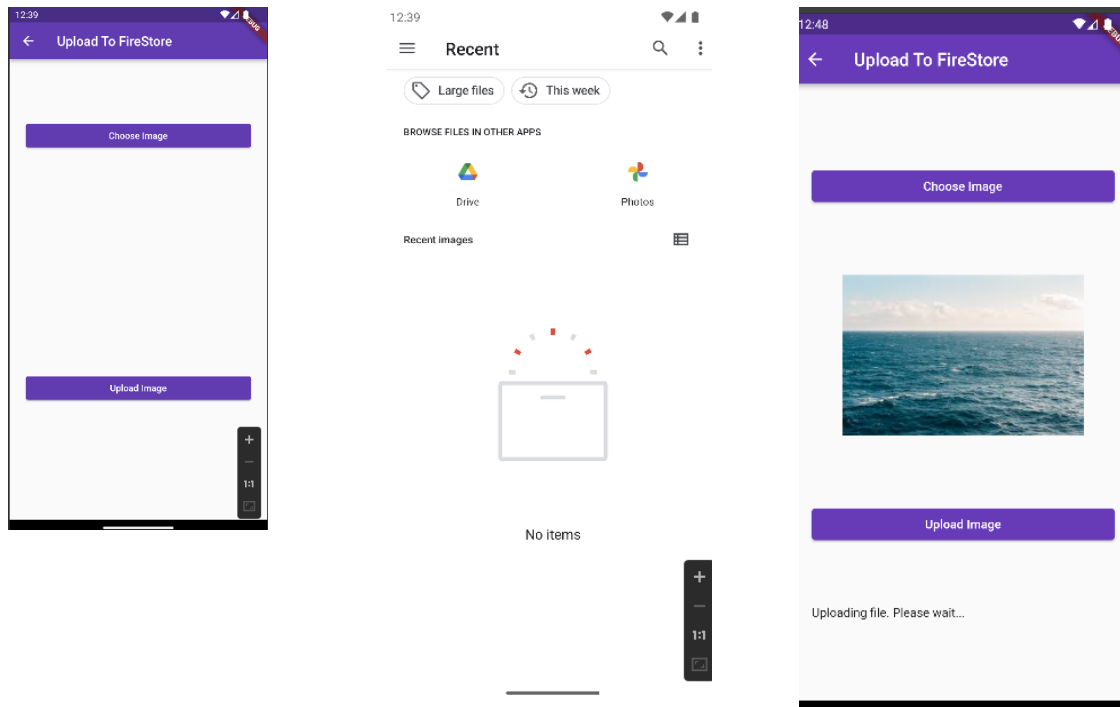 12:39
Upload To FireStore
Choose Image
Upload Image
1:1
12:39
Recent
Large files
This week
BROWSE FILES IN OTHER APPS
Drive
Photos
Recent images
No items
1:1
12:48
Upload To FireStore
Choose Image
Upload Image
Uploading file. Please wait...